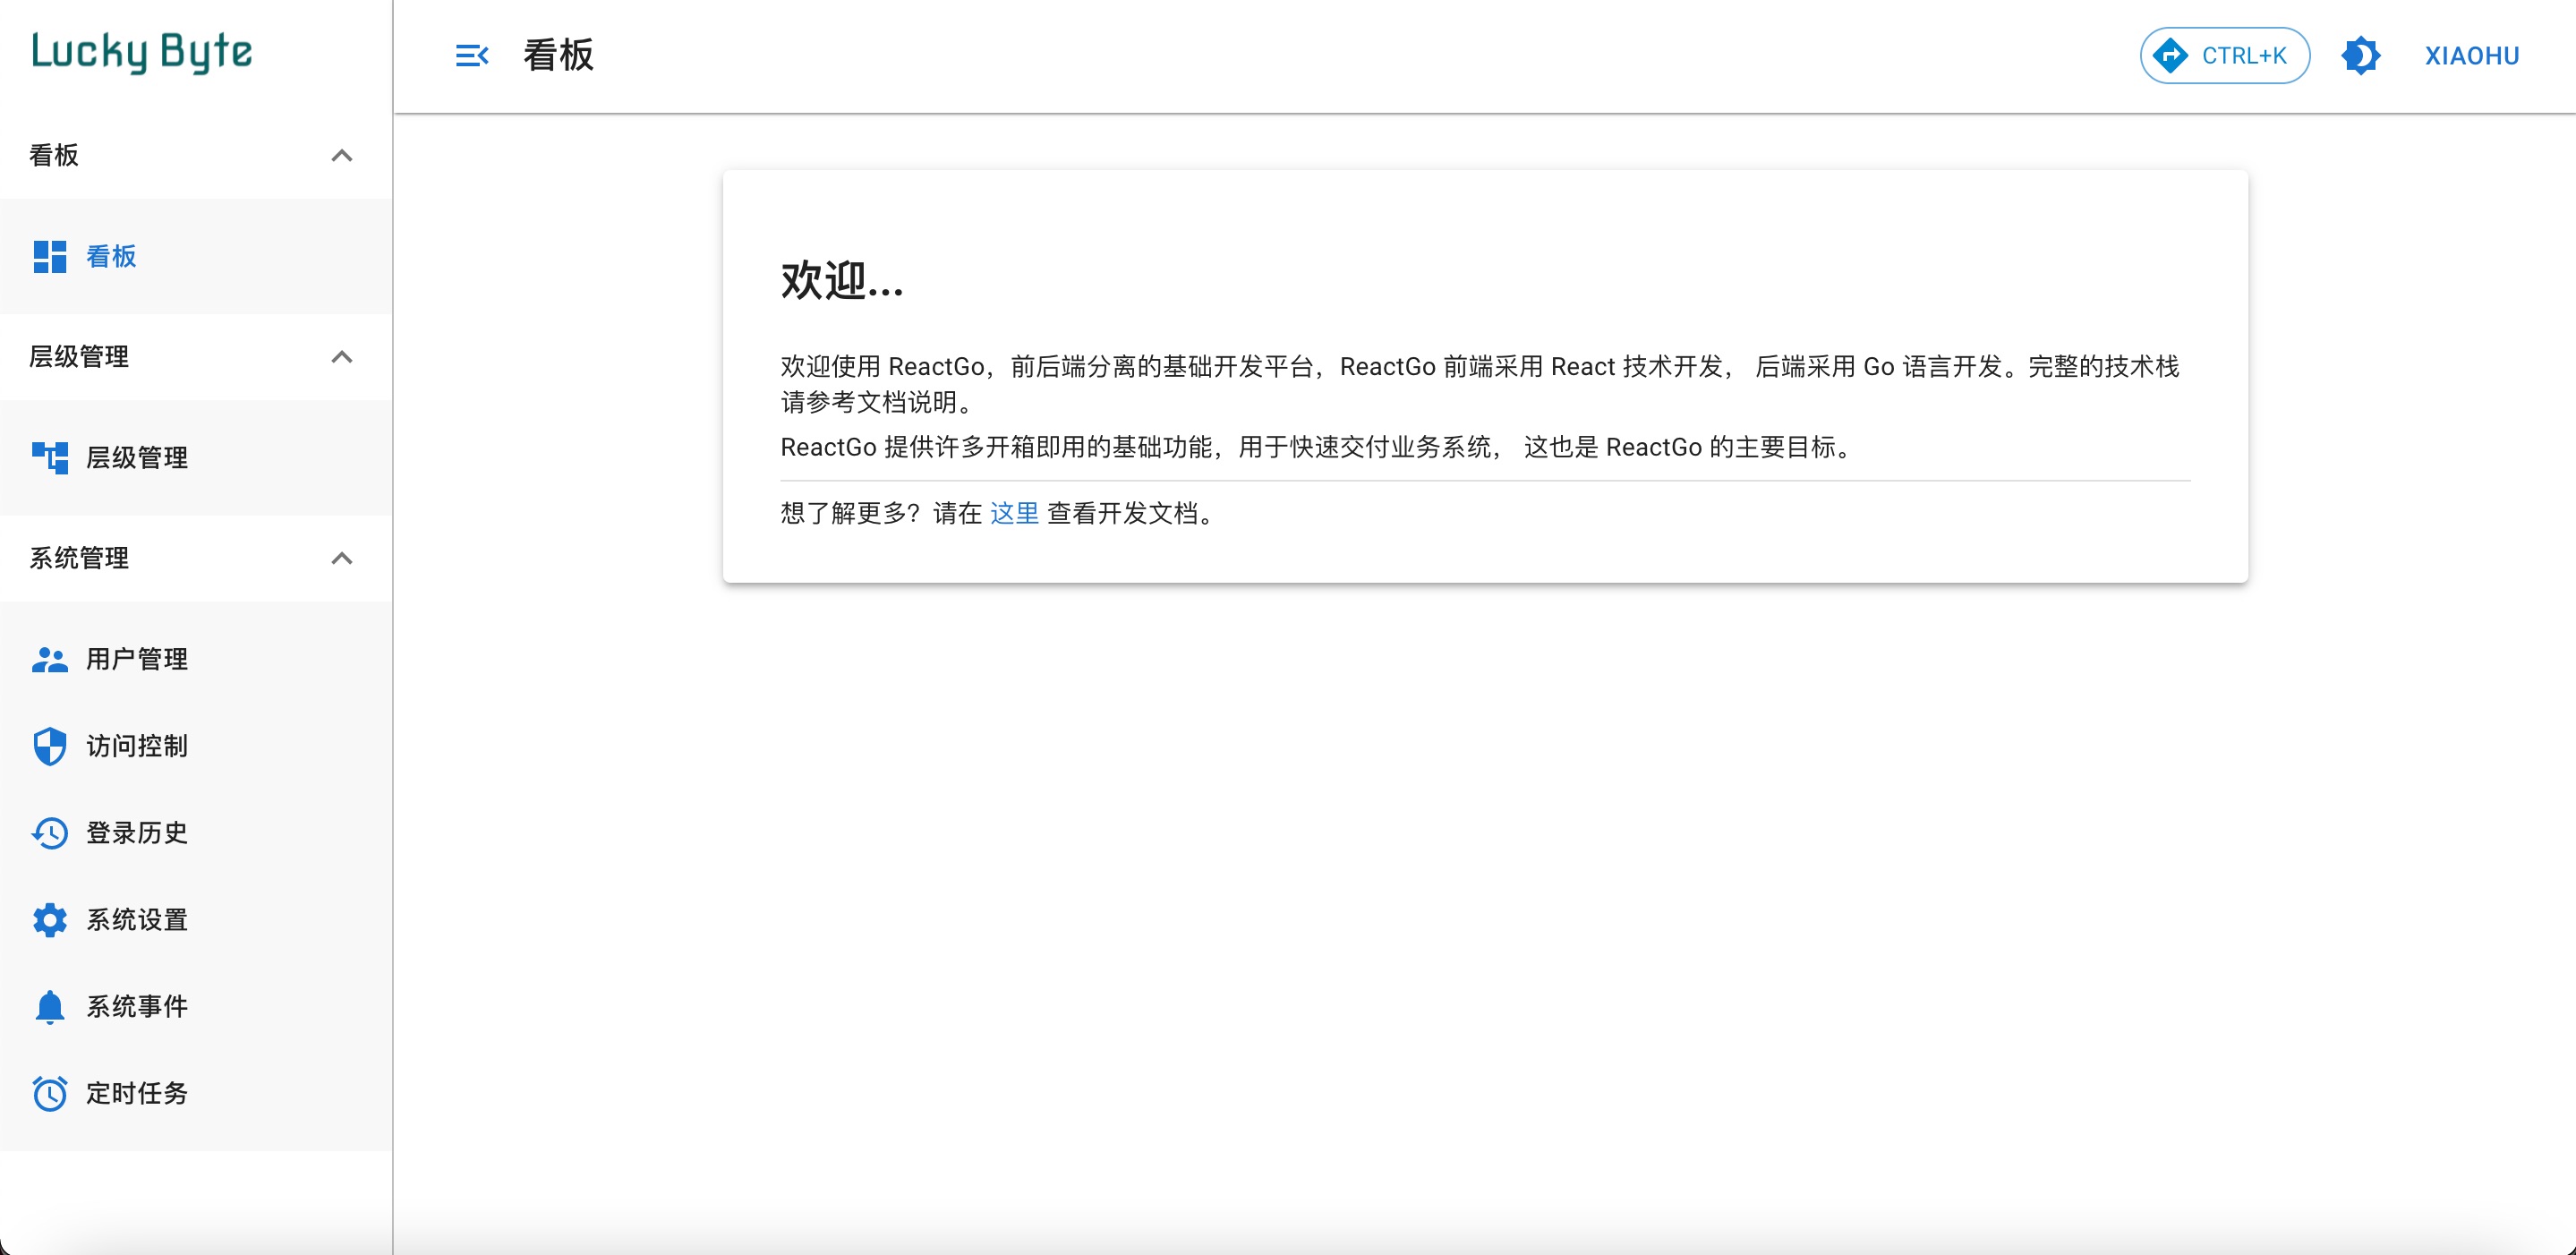 Lucky Byte
看板
CTRL+K
XIAOHU
看板
看板
层级管理
层级管理
系统管理
用户管理
访问控制
登录历史
系统设置
系统事件
定时任务
欢迎...
欢迎使用 ReactGo，前后端分离的基础开发平台，ReactGo 前端采用 React 技术开发， 后端采用 Go 语言开发。完整的技术栈
请参考文档说明。
ReactGo 提供许多开箱即用的基础功能，用于快速交付业务系统， 这也是 ReactGo 的主要目标。
想了解更多？请在 这里 查看开发文档。